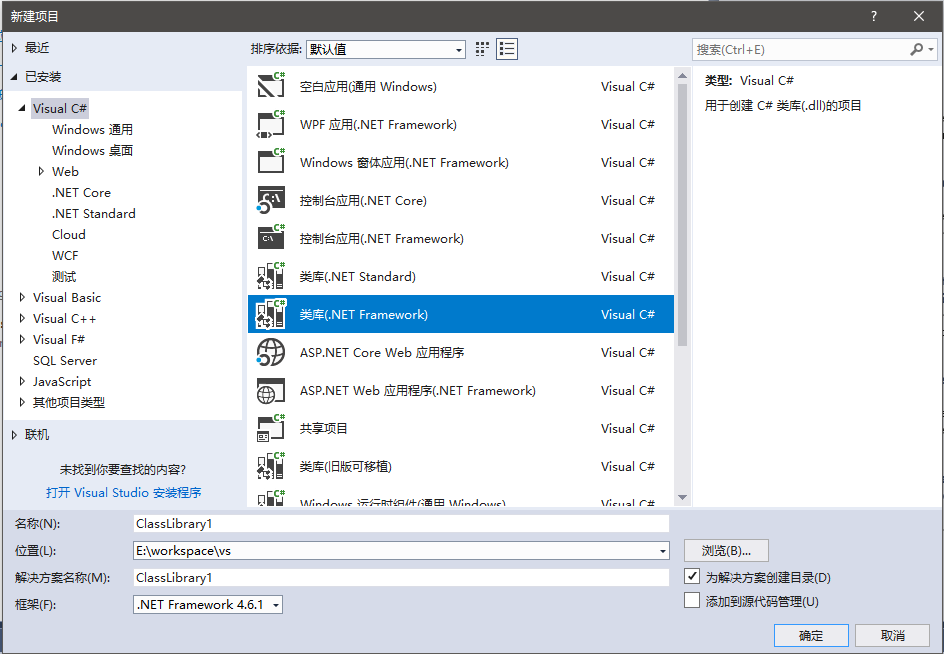 新建项目
? ×
最近
排序依据: 默认值
搜索(Ctrl+E)
已安装
Visual C#
Windows 通用
Windows 桌面
Web
.NET Core
.NET Standard
Cloud
WCF
测试
Visual Basic
Visual C++
Visual F#
SQL Server
JavaScript
其他项目类型
联机
未找到你要查找的内容?
打开 Visual Studio 安装程序
空白应用(通用 Windows) Visual C#
WPF 应用(.NET Framework) Visual C#
Windows 窗体应用(.NET Framework) Visual C#
控制台应用(.NET Core) Visual C#
控制台应用(.NET Framework) Visual C#
类库(.NET Standard) Visual C#
类库(.NET Framework) Visual C#
ASP.NET Core Web 应用程序 Visual C#
ASP.NET Web 应用程序(.NET Framework) Visual C#
共享项目 Visual C#
类库(旧版可移植) Visual C#
Windows 运行时组件(通用 Windows) Visual C#
类型: Visual C#
用于创建 C# 类库(.dll)的项目
名称(N): ClassLibrary1
位置(L): E:\workspace\vs 浏览(B)...
解决方案名称(M): ClassLibrary1 为解决方案创建目录(D)
框架(F): .NET Framework 4.6.1 添加到源代码管理(U)
确定 取消